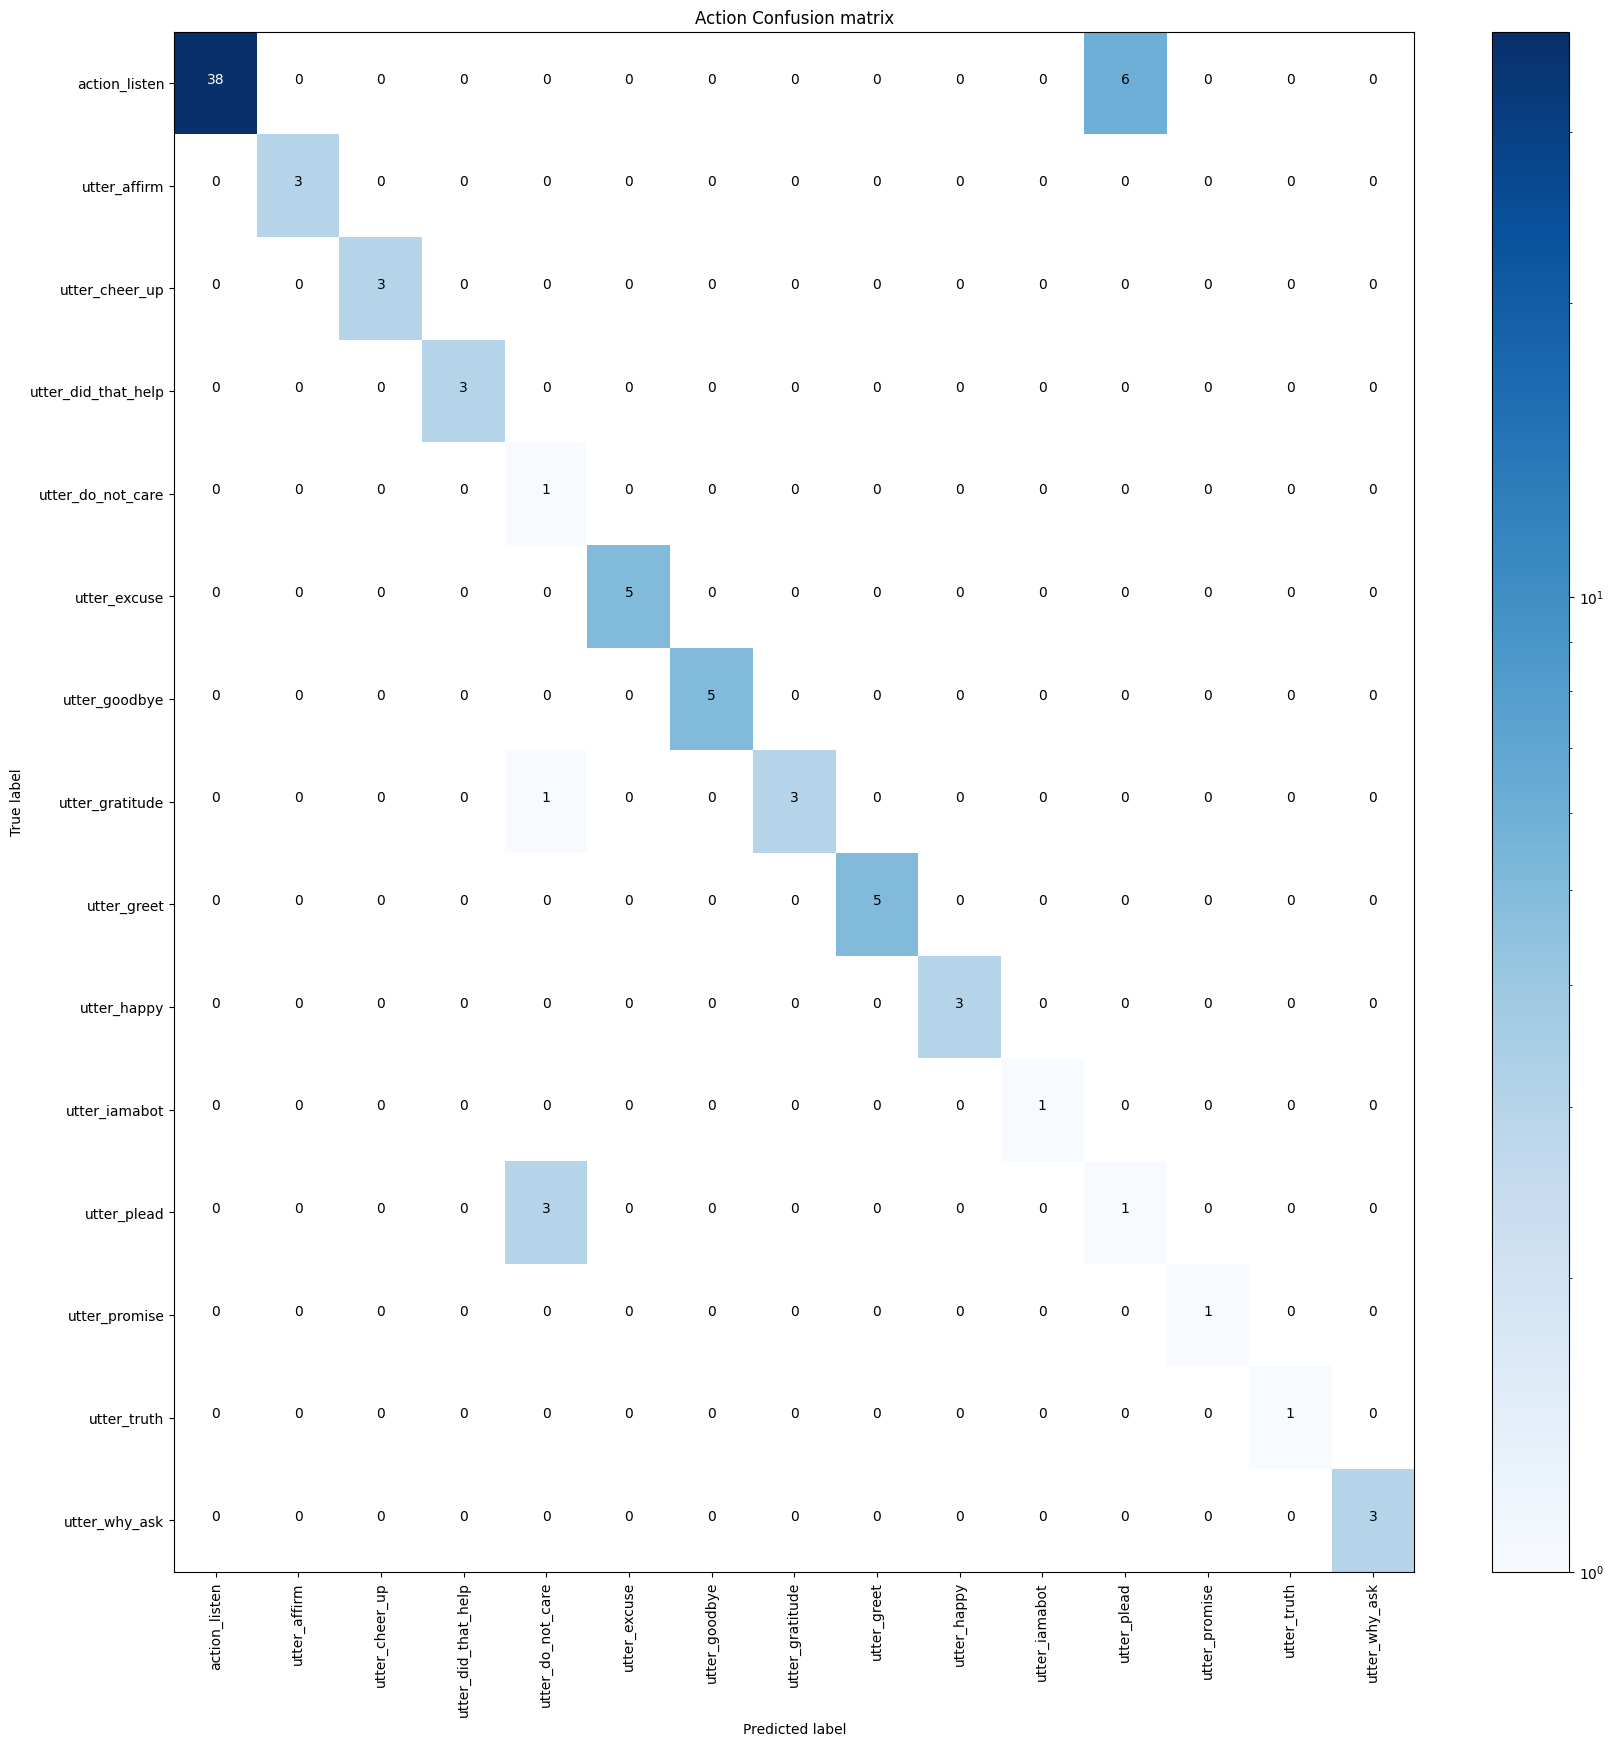 Action Confusion matrix
action_listen 38 0 0 0 0 0 0 0 0 0 0 6 0 0 0
utter_affirm 0 3 0 0 0 0 0 0 0 0 0 0 0 0 0
utter_cheer_up 0 0 3 0 0 0 0 0 0 0 0 0 0 0 0
utter_did_that_help 0 0 0 3 0 0 0 0 0 0 0 0 0 0 0
utter_do_not_care 0 0 0 0 1 0 0 0 0 0 0 0 0 0 0
utter_excuse 0 0 0 0 0 5 0 0 0 0 0 0 0 0 0
utter_goodbye 0 0 0 0 0 0 5 0 0 0 0 0 0 0 0
utter_gratitude 0 0 0 0 1 0 0 3 0 0 0 0 0 0 0
utter_greet 0 0 0 0 0 0 0 0 5 0 0 0 0 0 0
utter_happy 0 0 0 0 0 0 0 0 0 3 0 0 0 0 0
utter_iamabot 0 0 0 0 0 0 0 0 0 0 1 0 0 0 0
utter_plead 0 0 0 0 3 0 0 0 0 0 0 1 0 0 0
utter_promise 0 0 0 0 0 0 0 0 0 0 0 0 1 0 0
utter_truth 0 0 0 0 0 0 0 0 0 0 0 0 0 1 0
utter_why_ask 0 0 0 0 0 0 0 0 0 0 0 0 0 0 3
True label
action_listen
utter_affirm
utter_cheer_up
utter_did_that_help
utter_do_not_care
utter_excuse
utter_goodbye
utter_gratitude
utter_greet
utter_happy
utter_iamabot
utter_plead
utter_promise
utter_truth
utter_why_ask
Predicted label
10¹
10⁰